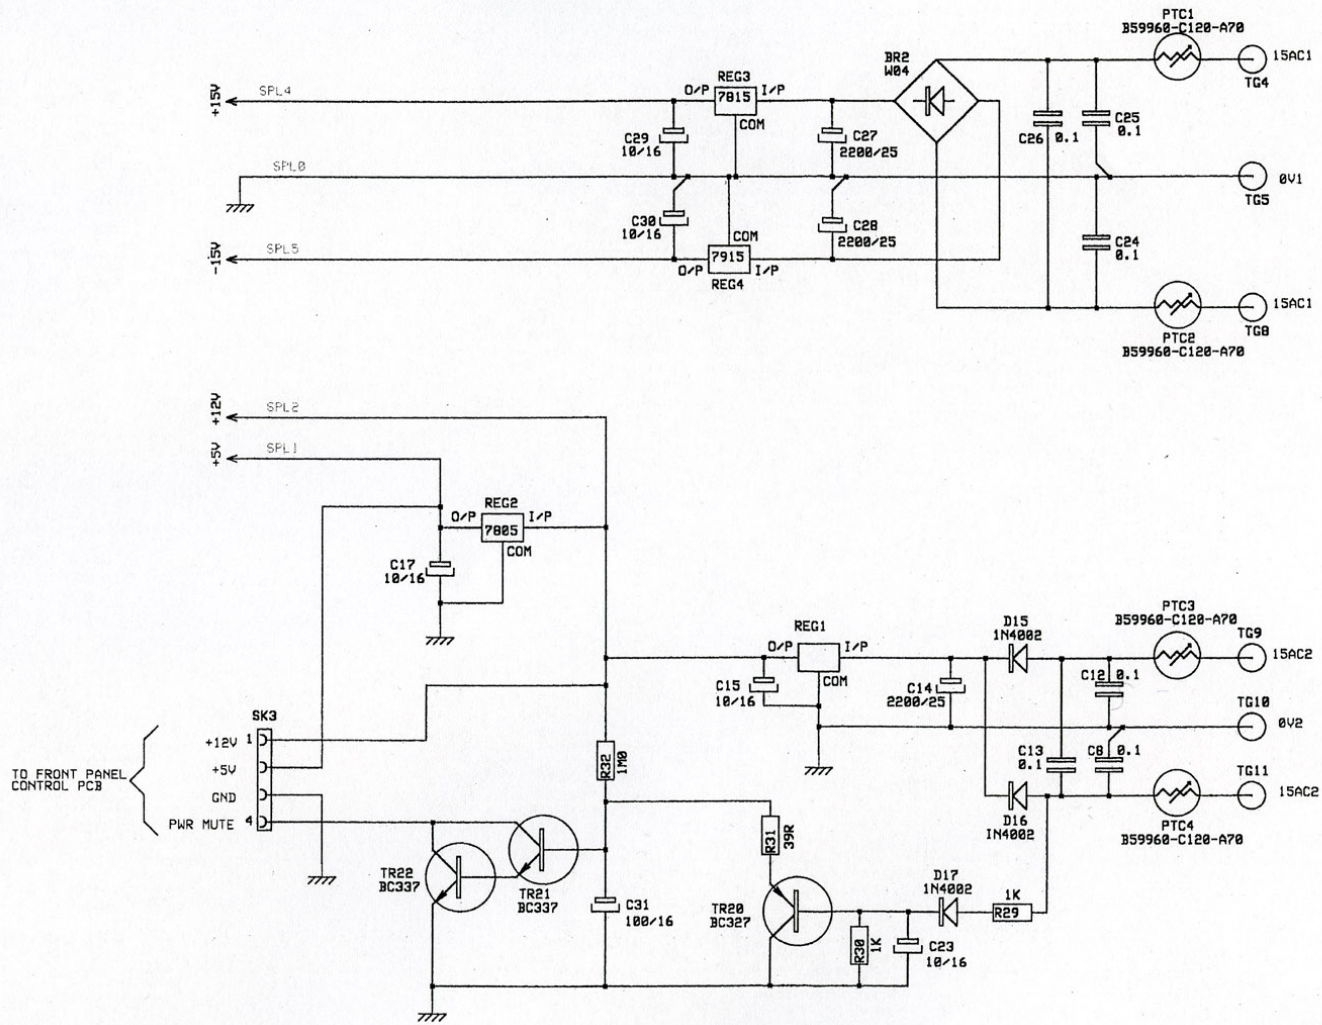 PTC1
B59960-C120-A70
15AC1
TG4
BR2
W04
REG3
O/P 7815 I/P
COM
+15V
SPL4
C29
10/16
C27
2200/25
C26 0.1
C25
0.1
SPL0
0V1
TG5
C30
10/16
C28
2200/25
C24
0.1
COM
-15V
SPL5
O/P 7915 I/P
REG4
15AC1
TG8
PTC2
B59960-C120-A70
+12V
SPL2
+5V
SPL1
REG2
O/P 7805 I/P
COM
C17
10/16
PTC3
B59960-C120-A70
D15
1N4002
REG1
O/P I/P
COM
TG9
15AC2
C15
10/16
C14
2200/25
C12 0.1
TG10
0V2
SK3
+12V 1
+5V
GND
PWR MUTE 4
TO FRONT PANEL
CONTROL PCB
R32
1M0
C13
0.1
C8 0.1
TG11
15AC2
D16
1N4002
PTC4
B59960-C120-A70
R31
39R
TR22
BC337
TR21
BC337
C31
100/16
TR20
BC327
D17
1N4002
1K
R29
R30
1K
C23
10/16